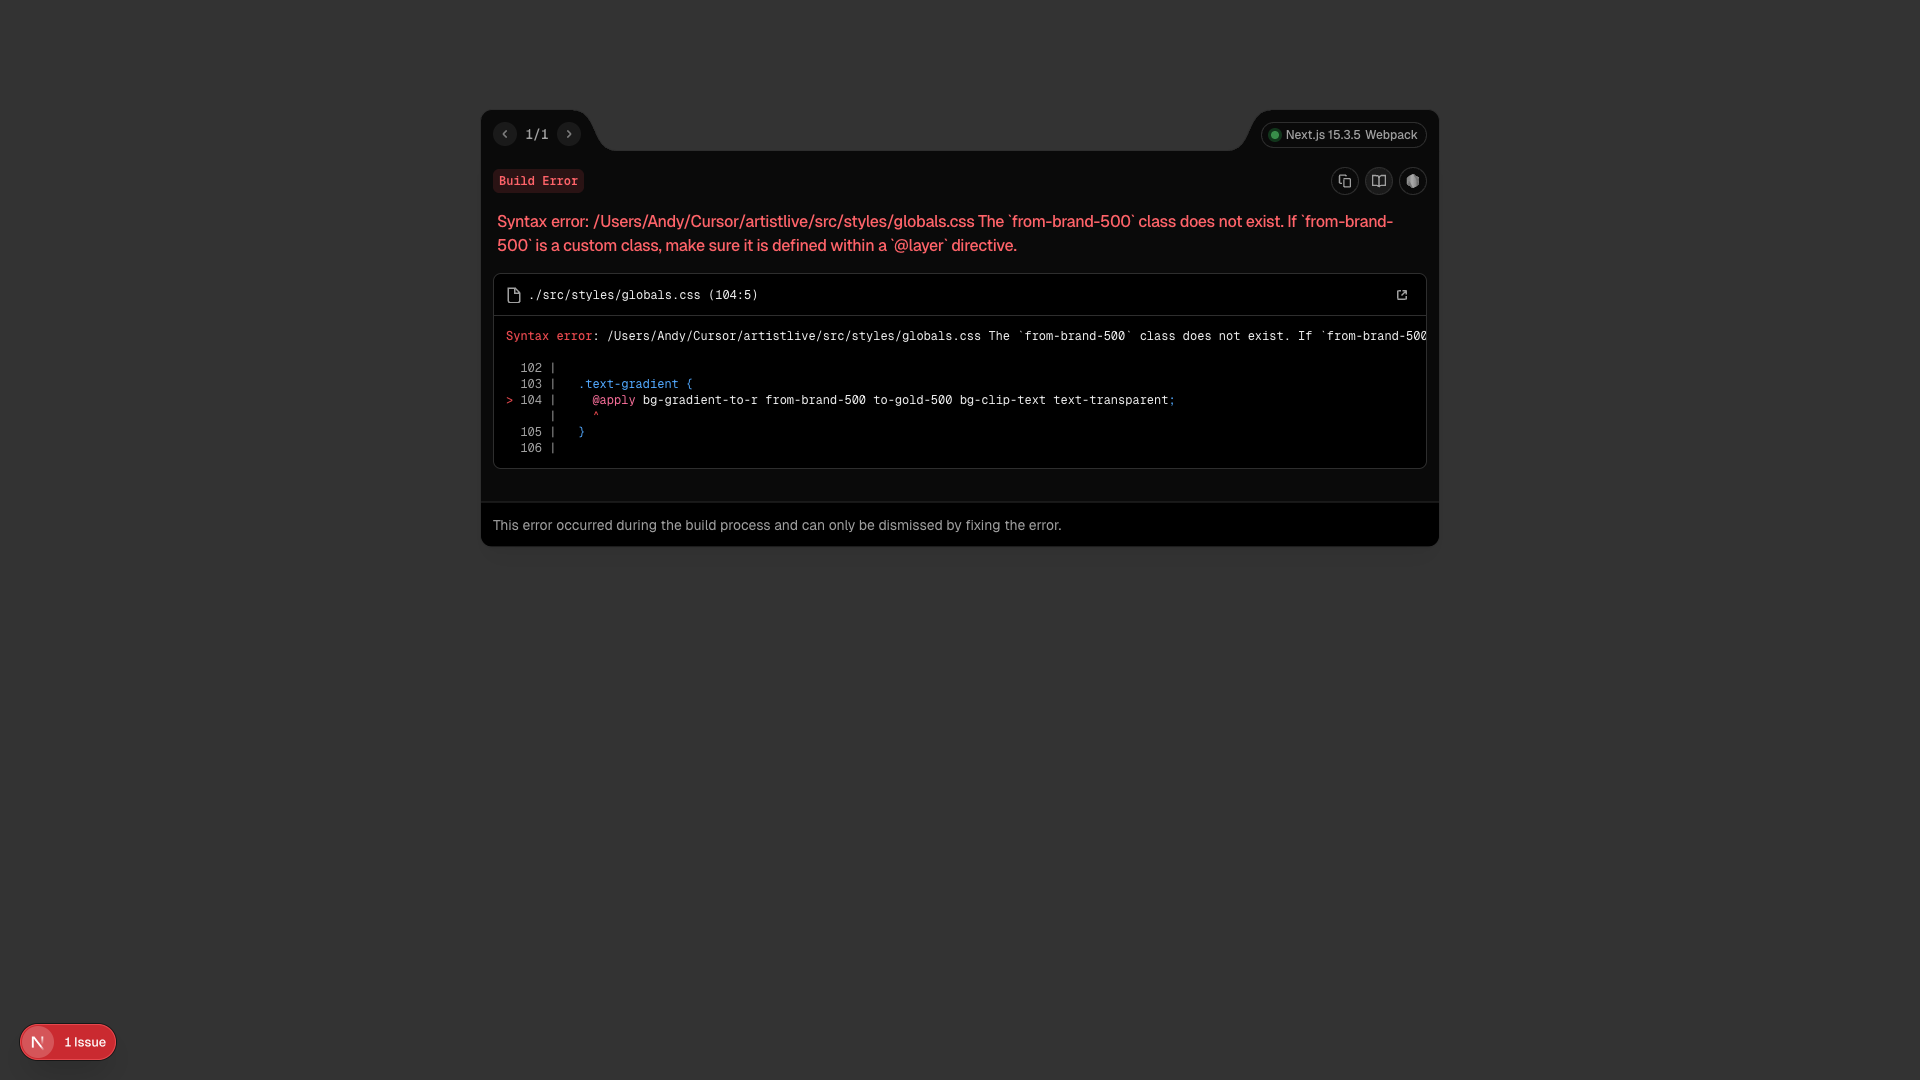 1/1
Next.js 15.3.5 Webpack
Build Error
Syntax error: /Users/Andy/Cursor/artistlive/src/styles/globals.css The `from-brand-500` class does not exist. If `from-brand-
500` is a custom class, make sure it is defined within a `@layer` directive.
./src/styles/globals.css (104:5)
Syntax error: /Users/Andy/Cursor/artistlive/src/styles/globals.css The `from-brand-500` class does not exist. If `from-brand-500
102 |
103 |   .text-gradient {
> 104 |     @apply bg-gradient-to-r from-brand-500 to-gold-500 bg-clip-text text-transparent;
|     ^
105 |   }
106 |
This error occurred during the build process and can only be dismissed by fixing the error.
N 1 Issue